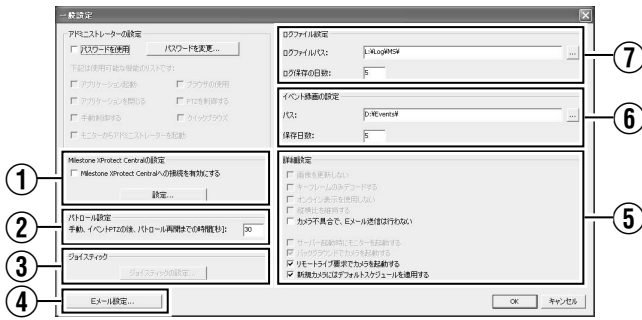 一般設定
アドミニストレーターの設定
パスワードを使用
パスワードを変更...
下記は使用可能な機能のリストです:
アプリケーション起動
ブラウザの使用
アプリケーションを閉じる
PTZを制御する
手動制御する
クイックブラウズ
モニターからアドミニストレーターを起動
① Milestone XProtect Centralの設定
Milestone XProtect Centralへの接続を有効にする
設定...
② パトロール設定
手動、イベントPTZの後、パトロール再開までの時間[秒]: 30
③ ジョイスティック
ジョイスティックの設定...
④ Eメール設定...
ログファイル設定
ログファイルパス: L:¥Log¥MS¥ ...
⑦
ログ保存の日数: 5
イベント録画の設定
パス: D:¥Events¥ ...
⑥
保存日数: 5
詳細設定
画像を更新しない
キーフレームのみデコードする
オンライン表示を使用しない
縦横比を維持する
カメラ不具合で、Eメール送信は行わない
⑤
サーバー起動時にモニターを起動する
バックグラウンドでカメラを起動する
リモートライブ要求でカメラを起動する
新規カメラにはデフォルトスケジュールを適用する
OK
キャンセル